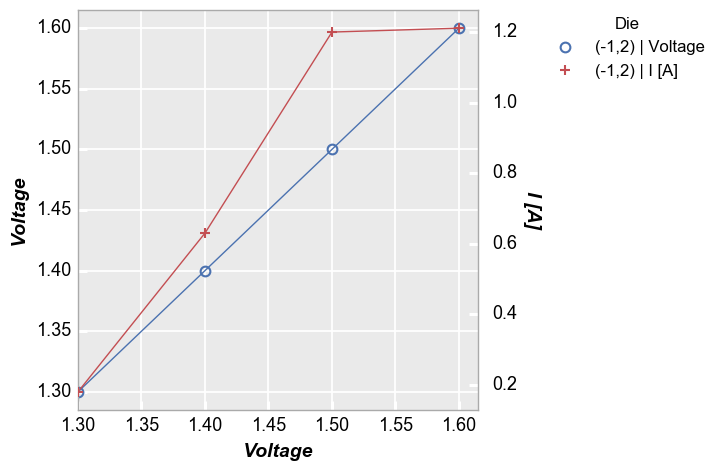 Die
(-1,2) | Voltage
(-1,2) | I [A]
Voltage
1.60
1.55
1.50
1.45
1.40
1.35
1.30
1.2
1.0
0.8
0.6
0.4
0.2
I [A]
1.30 1.35 1.40 1.45 1.50 1.55 1.60
Voltage